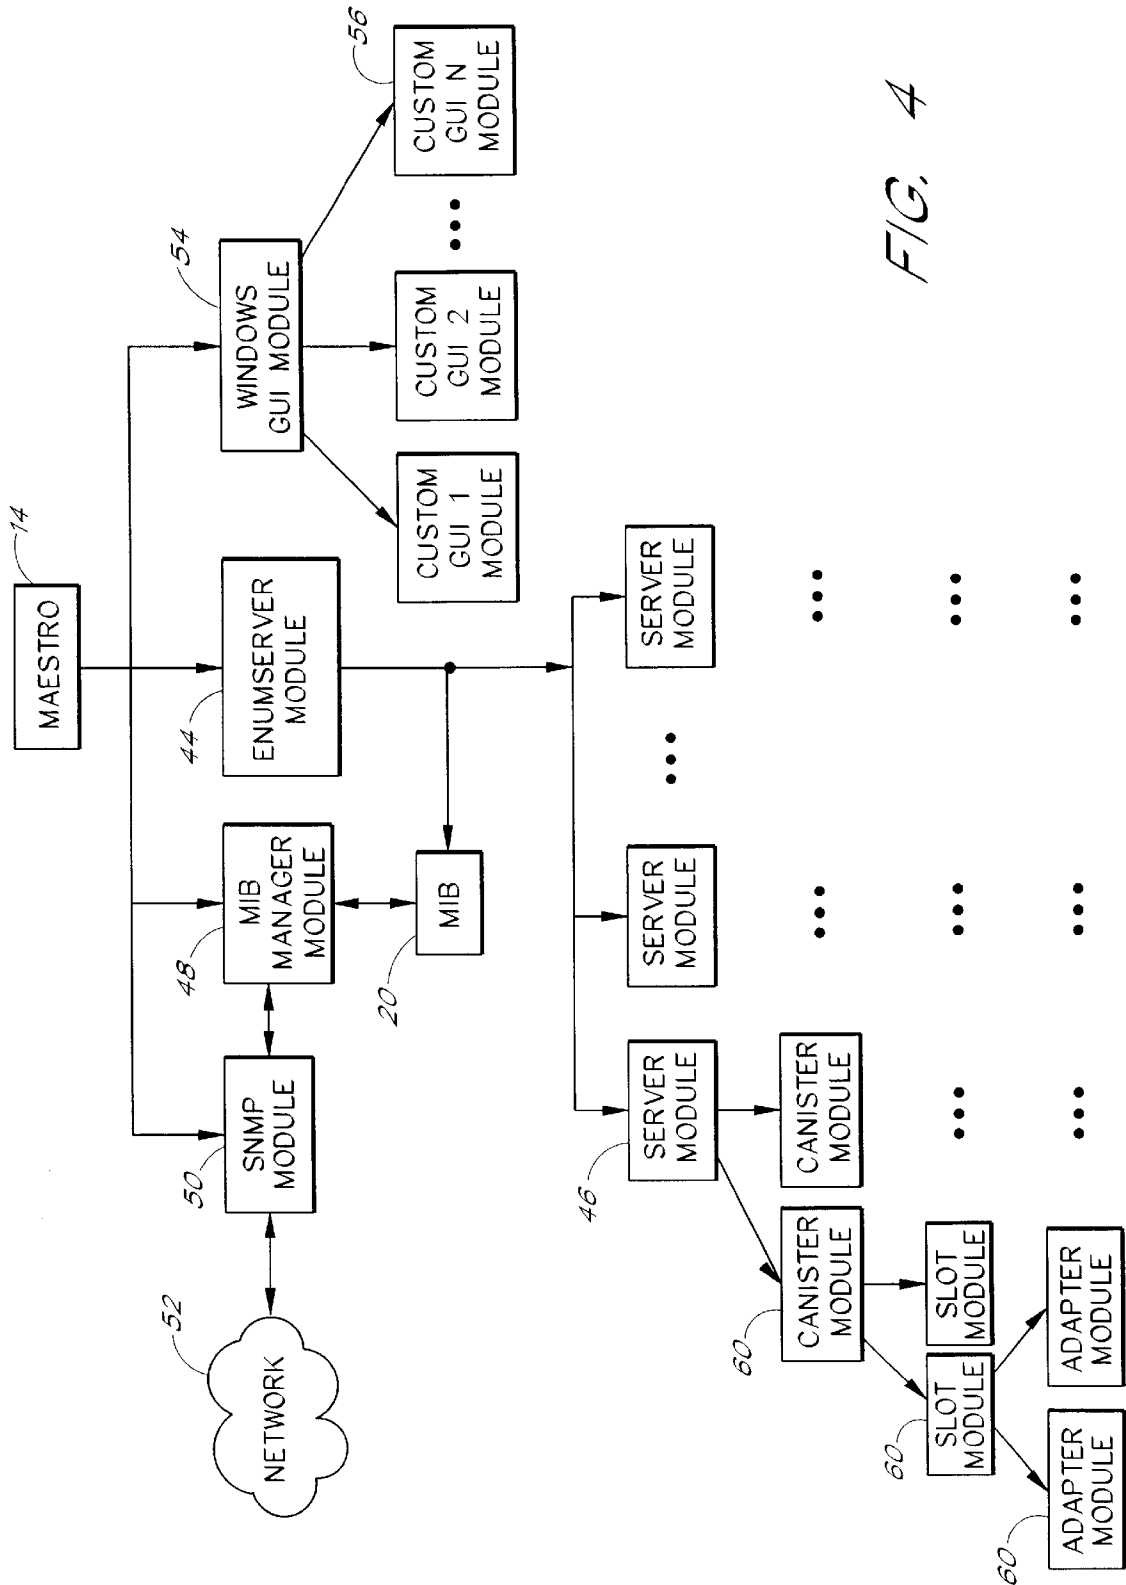 14
MAESTRO
52
NETWORK
50
SNMP
MODULE
48
MIB
MANAGER
MODULE
44
ENUMSERVER
MODULE
54
WINDOWS
GUI MODULE
20
MIB
CUSTOM
GUI 1
MODULE
CUSTOM
GUI 2
MODULE
56
CUSTOM
GUI N
MODULE
46
SERVER
MODULE
SERVER
MODULE
SERVER
MODULE
60
CANISTER
MODULE
CANISTER
MODULE
60
SLOT
MODULE
SLOT
MODULE
60
ADAPTER
MODULE
ADAPTER
MODULE
FIG. 4